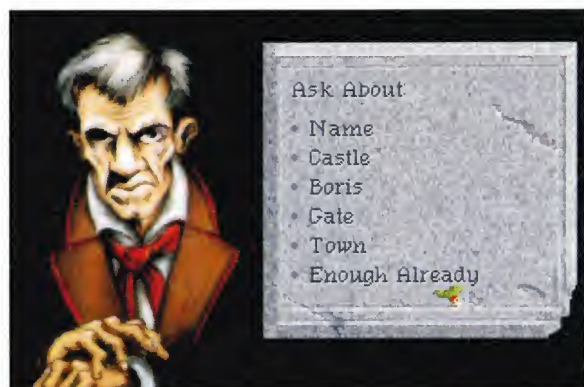 Ask About:
• Name
• Castle
• Boris
• Gate
• Town
• Enough Already